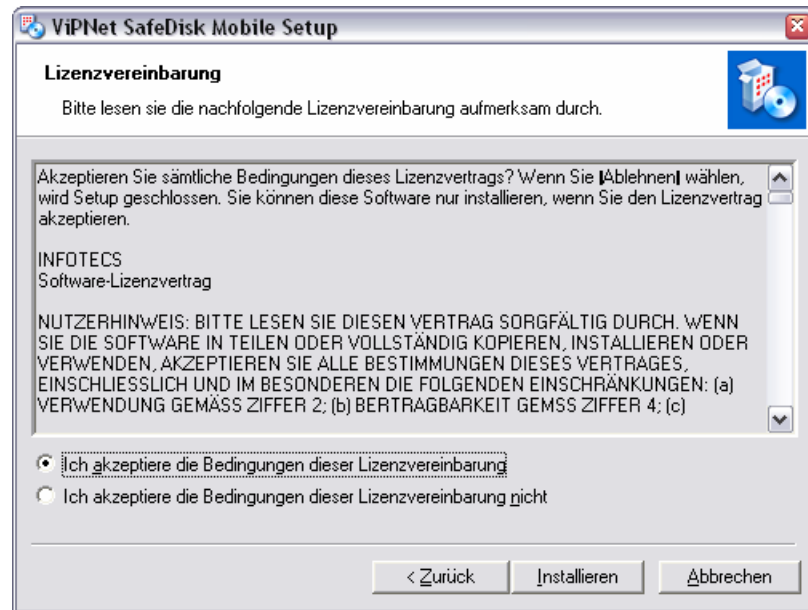 ViPNet SafeDisk Mobile Setup
Lizenzvereinbarung
Bitte lesen sie die nachfolgende Lizenzvereinbarung aufmerksam durch.
Akzeptieren Sie sämtliche Bedingungen dieses Lizenzvertrags? Wenn Sie |Ablehnen| wählen,
wird Setup geschlossen. Sie können diese Software nur installieren, wenn Sie den Lizenzvertrag
akzeptieren.
INFOTECS
Software-Lizenzvertrag
NUTZERHINWEIS: BITTE LESEN SIE DIESEN VERTRAG SORGFÄLTIG DURCH. WENN
SIE DIE SOFTWARE IN TEILEN ODER VOLLSTÄNDIG KOPIEREN, INSTALLIEREN ODER
VERWENDEN, AKZEPTIEREN SIE ALLE BESTIMMUNGEN DIESES VERTRAGES,
EINSCHLIESSLICH UND IM BESONDEREN DIE FOLGENDEN EINSCHRÄNKUNGEN: (a)
VERWENDUNG GEMÄSS ZIFFER 2; (b) BERTRAGBARKEIT GEMSS ZIFFER 4; (c)
Ich akzeptiere die Bedingungen dieser Lizenzvereinbarung
Ich akzeptiere die Bedingungen dieser Lizenzvereinbarung nicht
< Zurück Installieren Abbrechen